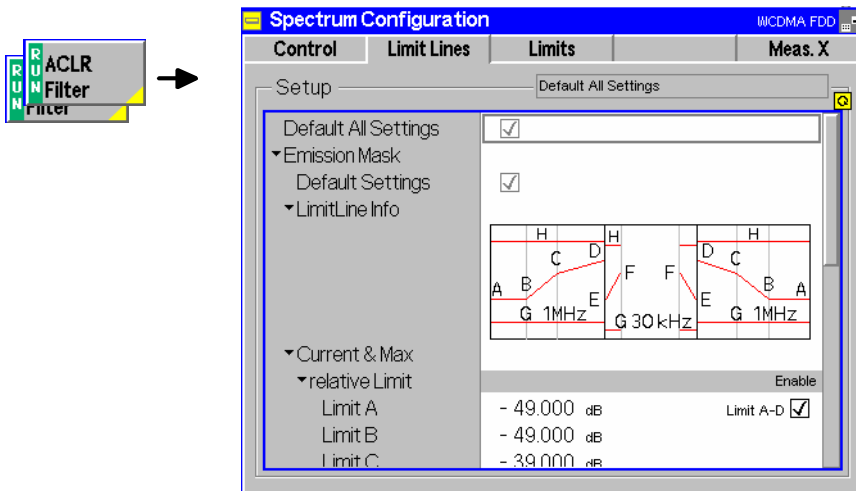 Spectrum Configuration WCDMA FDD
Control Limit Lines Limits Meas. X
RUN ACLR Filter
RUN Filter
Setup Default All Settings
Default All Settings
Emission Mask
Default Settings
LimitLine Info
H H H
C D D C
A B F F B A
E E
G 1MHz G 30 kHz G 1MHz
Current & Max
relative Limit Enable
Limit A - 49.000 dB Limit A-D
Limit B - 49.000 dB
Limit C - 39.000 dB